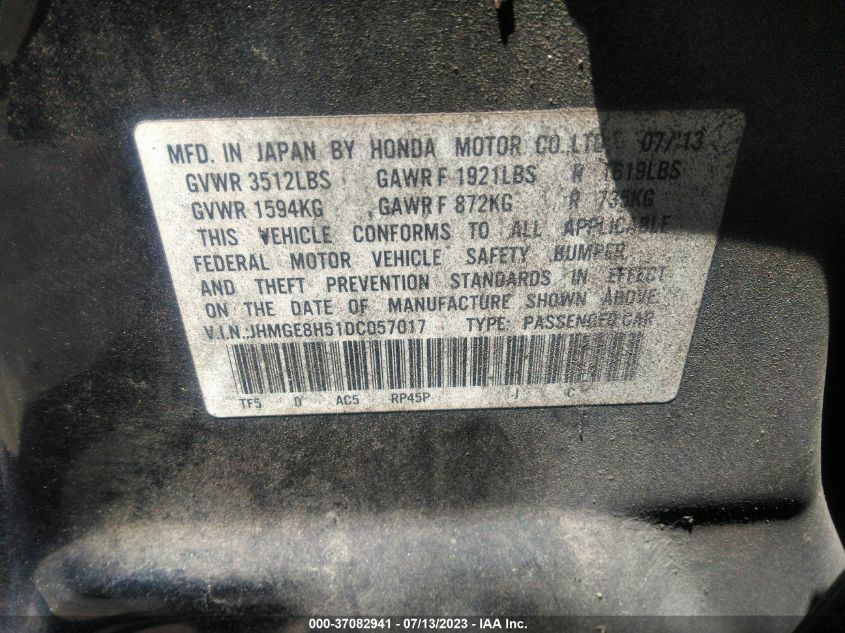 MFD. IN JAPAN BY HONDA MOTOR CO.,LTD. 07/'13
GVWR 3512LBS GAWR F 1921LBS R 1619LBS
GVWR 1594KG GAWR F 872KG R 735KG
THIS VEHICLE CONFORMS TO ALL APPLICABLE
FEDERAL MOTOR VEHICLE SAFETY BUMPER
AND THEFT PREVENTION STANDARDS IN EFFECT
ON THE DATE OF MANUFACTURE SHOWN ABOVE.
V.I.N.:JHMGE8H51DC057017 TYPE: PASSENGER CAR
TF5 D AC5 RP45P J C
000-37082941 - 07/13/2023 - IAA Inc.